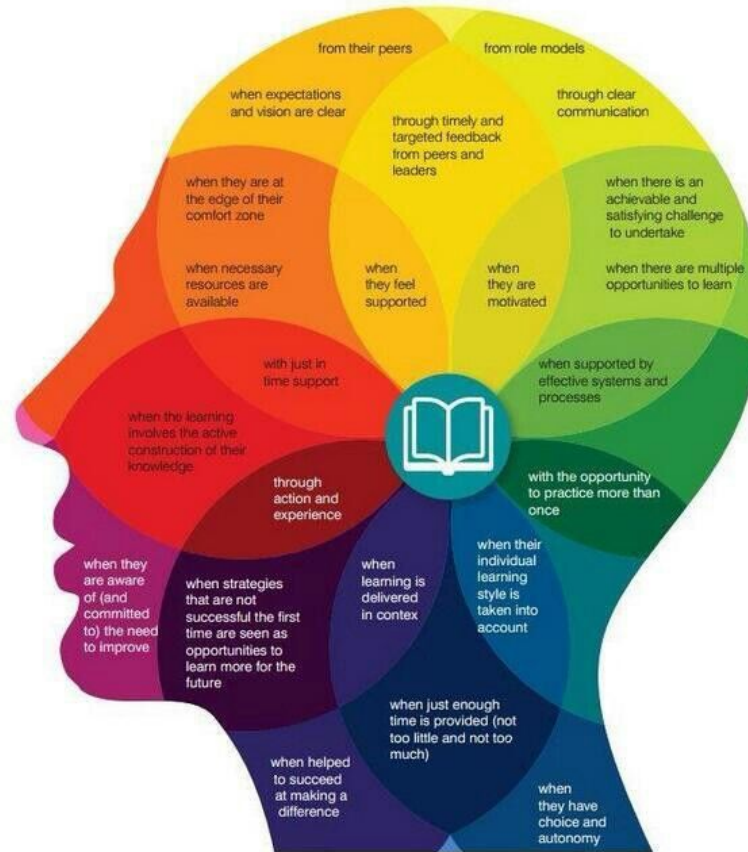 from their peers
from role models
when expectations
and vision are clear
through clear
communication
through timely and
targeted feedback
from peers and
leaders
when they are at
the edge of their
comfort zone
when there is an
achievable and
satisfying challenge
to undertake
when necessary
resources are
available
when
they feel
supported
when
they are
motivated
when there are multiple
opportunities to learn
with just in
time support
when supported by
effective systems and
processes
when the learning
involves the active
construction of their
knowledge
through
action and
experience
with the opportunity
to practice more than
once
when they
are aware
of (and
committed
to) the need
to improve
when strategies
that are not
successful the first
time are seen as
opportunities to
learn more for the
future
when
learning is
delivered
in contex
when their
individual
learning
style is
taken into
account
when just enough
time is provided (not
too little and not too
much)
when helped
to succeed
at making a
difference
when
they have
choice and
autonomy